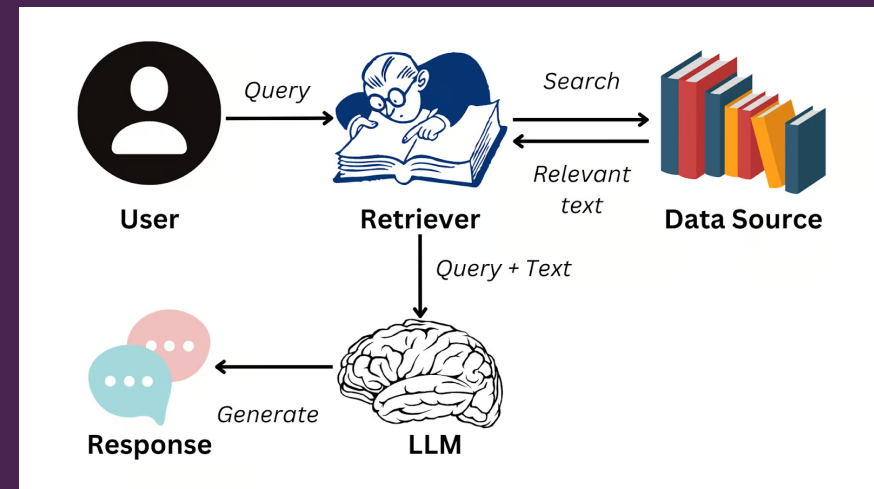 Query
Search
Relevant
text
User
Retriever
Data Source
Query + Text
Generate
Response
LLM